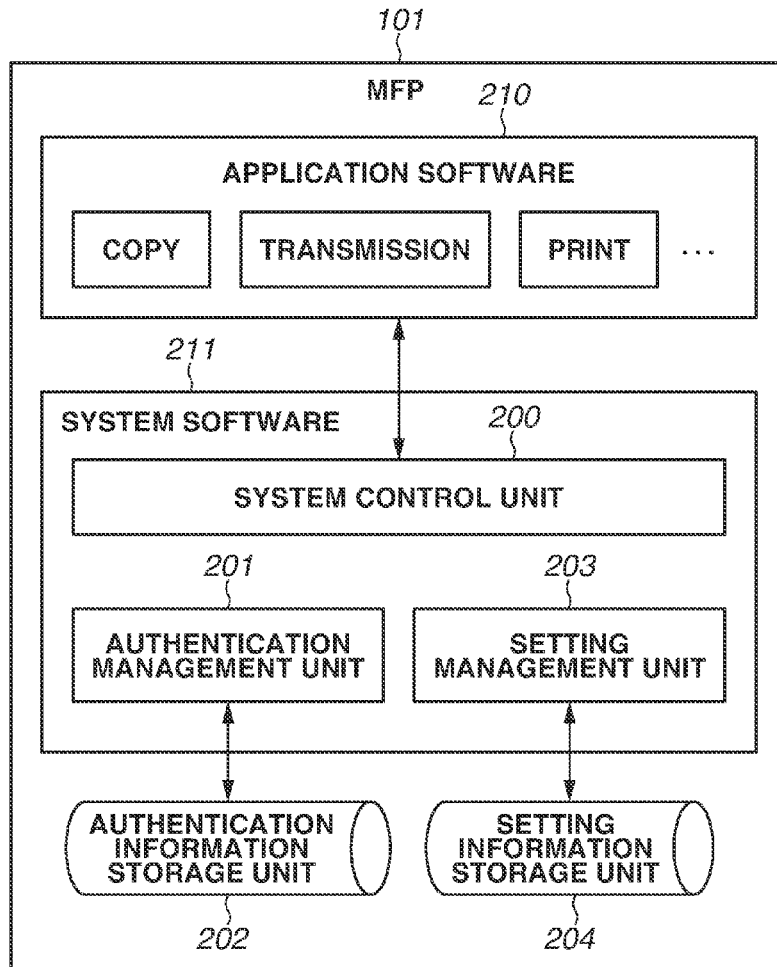 101
MFP
210
APPLICATION SOFTWARE
COPY
TRANSMISSION
PRINT
...
211
SYSTEM SOFTWARE
200
SYSTEM CONTROL UNIT
201
203
AUTHENTICATION
MANAGEMENT UNIT
SETTING
MANAGEMENT UNIT
AUTHENTICATION
INFORMATION
STORAGE UNIT
SETTING
INFORMATION
STORAGE UNIT
202
204